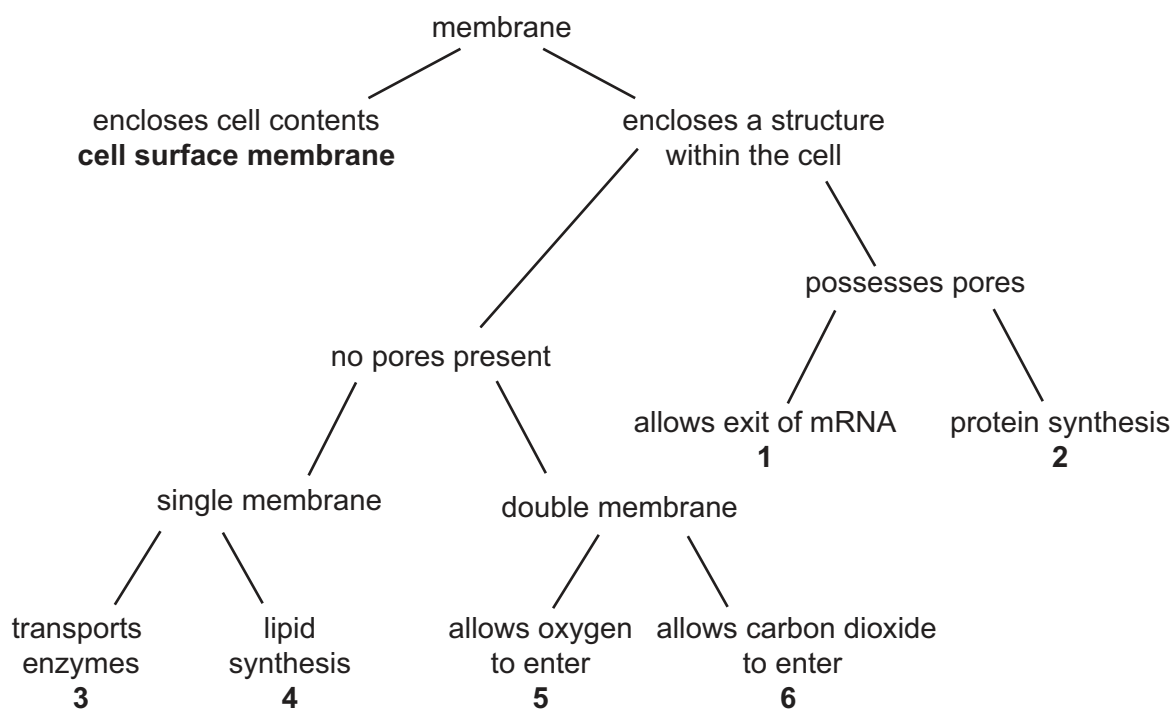 membrane
encloses cell contents
cell surface membrane
encloses a structure
within the cell
possesses pores
no pores present
allows exit of mRNA
1
protein synthesis
2
single membrane
double membrane
transports
enzymes
3
lipid
synthesis
4
allows oxygen
to enter
5
allows carbon dioxide
to enter
6